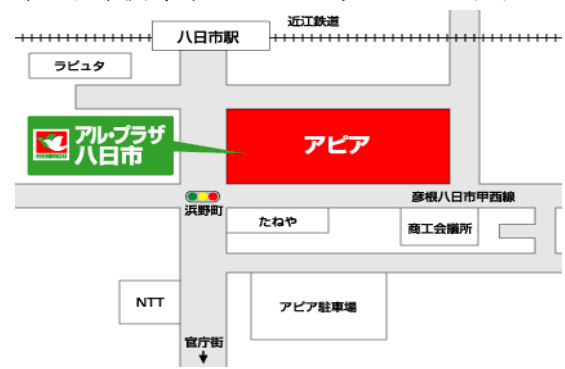 近江鉄道
八日市駅
ラピュタ
HEIWADO
アル・プラザ
八日市
アピア
彦根八日市甲西線
浜野町
たねや
商工会議所
NTT
アピア駐車場
官庁街